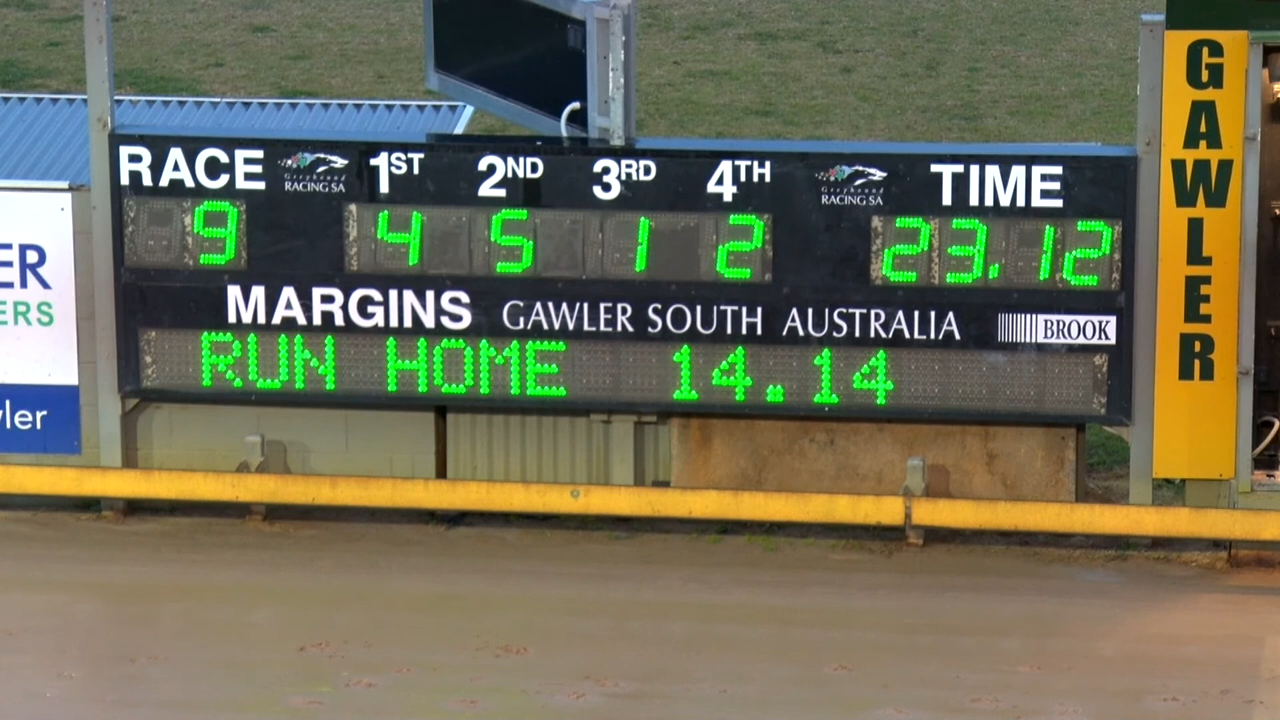 RACE Greyhound RACING SA 1ST 2ND 3RD 4TH Greyhound RACING SA TIME
9 4 5 1 2 23.12
MARGINS GAWLER SOUTH AUSTRALIA BROOK
RUN HOME 14.14
GAWLER
ER
ERS
wler